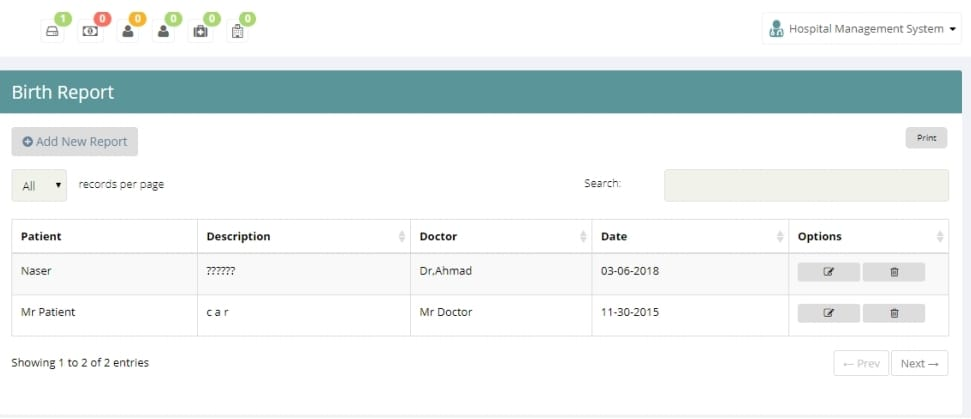 1 0 0 0 0 0
Hospital Management System
Birth Report
Add New Report
Print
All records per page Search:
Patient Description Doctor Date Options
Naser ?????? Dr,Ahmad 03-06-2018
Mr Patient c a r Mr Doctor 11-30-2015
Showing 1 to 2 of 2 entries
← Prev Next →